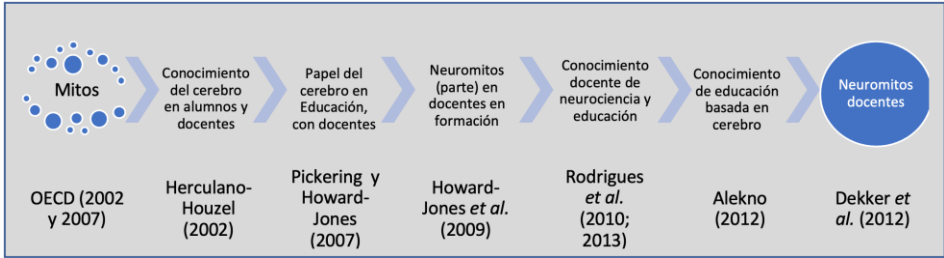 Mitos
Conocimiento
del cerebro
en alumnos y
docentes
Papel del
cerebro en
Educación,
con docentes
Neuromitos
(parte) en
docentes en
formación
Conocimiento
docente de
neurociencia y
educación
Conocimiento
de educación
basada en
cerebro
Neuromitos
docentes
OECD (2002
y 2007)
Herculano-
Houzel
(2002)
Pickering y
Howard-
Jones
(2007)
Howard-
Jones et al.
(2009)
Rodrigues
et al.
(2010;
2013)
Alekno
(2012)
Dekker et
al. (2012)